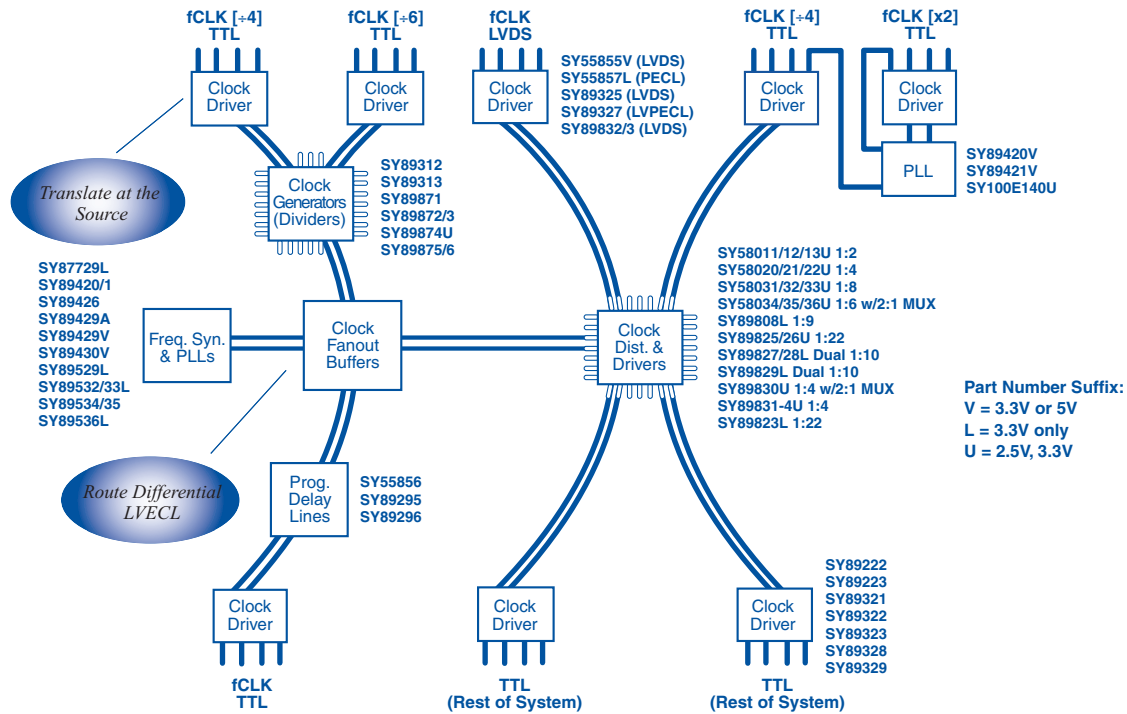 fCLK [÷4]
TTL
fCLK [÷6]
TTL
fCLK
LVDS
fCLK [÷4]
TTL
fCLK [x2]
TTL
Clock
Driver
Clock
Driver
Clock
Driver
SY55855V (LVDS)
SY55857L (PECL)
SY89325 (LVDS)
SY89327 (LVPECL)
SY89832/3 (LVDS)
Clock
Driver
Clock
Driver
PLL
SY89420V
SY89421V
SY100E140U
Translate at the
Source
Clock
Generators
(Dividers)
SY89312
SY89313
SY89871
SY89872/3
SY89874U
SY89875/6
SY87729L
SY89420/1
SY89426
SY89429A
SY89429V
SY89430V
SY89529L
SY89532/33L
SY89534/35
SY89536L
Freq. Syn.
& PLLs
Clock
Fanout
Buffers
Clock
Dist. &
Drivers
SY58011/12/13U 1:2
SY58020/21/22U 1:4
SY58031/32/33U 1:8
SY58034/35/36U 1:6 w/2:1 MUX
SY89808L 1:9
SY89825/26U 1:22
SY89827/28L Dual 1:10
SY89829L Dual 1:10
SY89830U 1:4 w/2:1 MUX
SY89831-4U 1:4
SY89823L 1:22
Part Number Suffix:
V = 3.3V or 5V
L = 3.3V only
U = 2.5V, 3.3V
Route Differential
LVECL
Prog.
Delay
Lines
SY55856
SY89295
SY89296
Clock
Driver
fCLK
TTL
Clock
Driver
TTL
(Rest of System)
Clock
Driver
TTL
(Rest of System)
SY89222
SY89223
SY89321
SY89322
SY89323
SY89328
SY89329